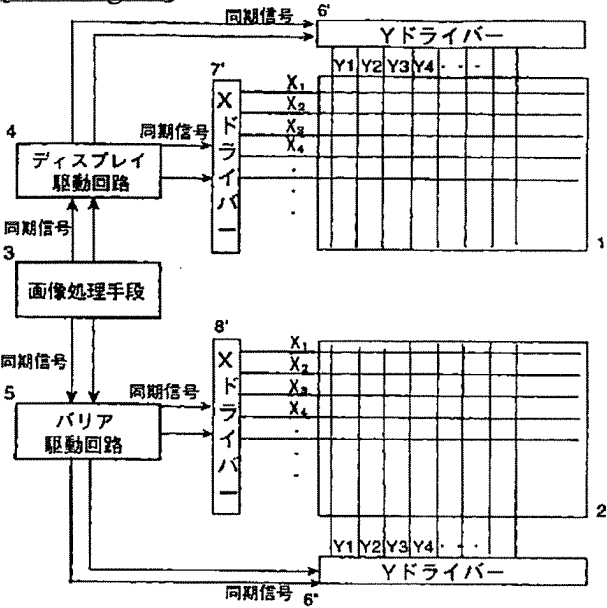 同期信号
6'
Yドライバー
Y1 Y2 Y3 Y4 · · ·
7'
Xドライバー
X₁
X₂
X₃
X₄
·
·
·
1
4
同期信号
ディスプレイ
駆動回路
同期信号
3
画像処理手段
同期信号
5
同期信号
バリア
駆動回路
8'
Xドライバー
X₁
X₂
X₃
X₄
·
·
·
2
Y1 Y2 Y3 Y4 · · ·
Yドライバー
同期信号
6"